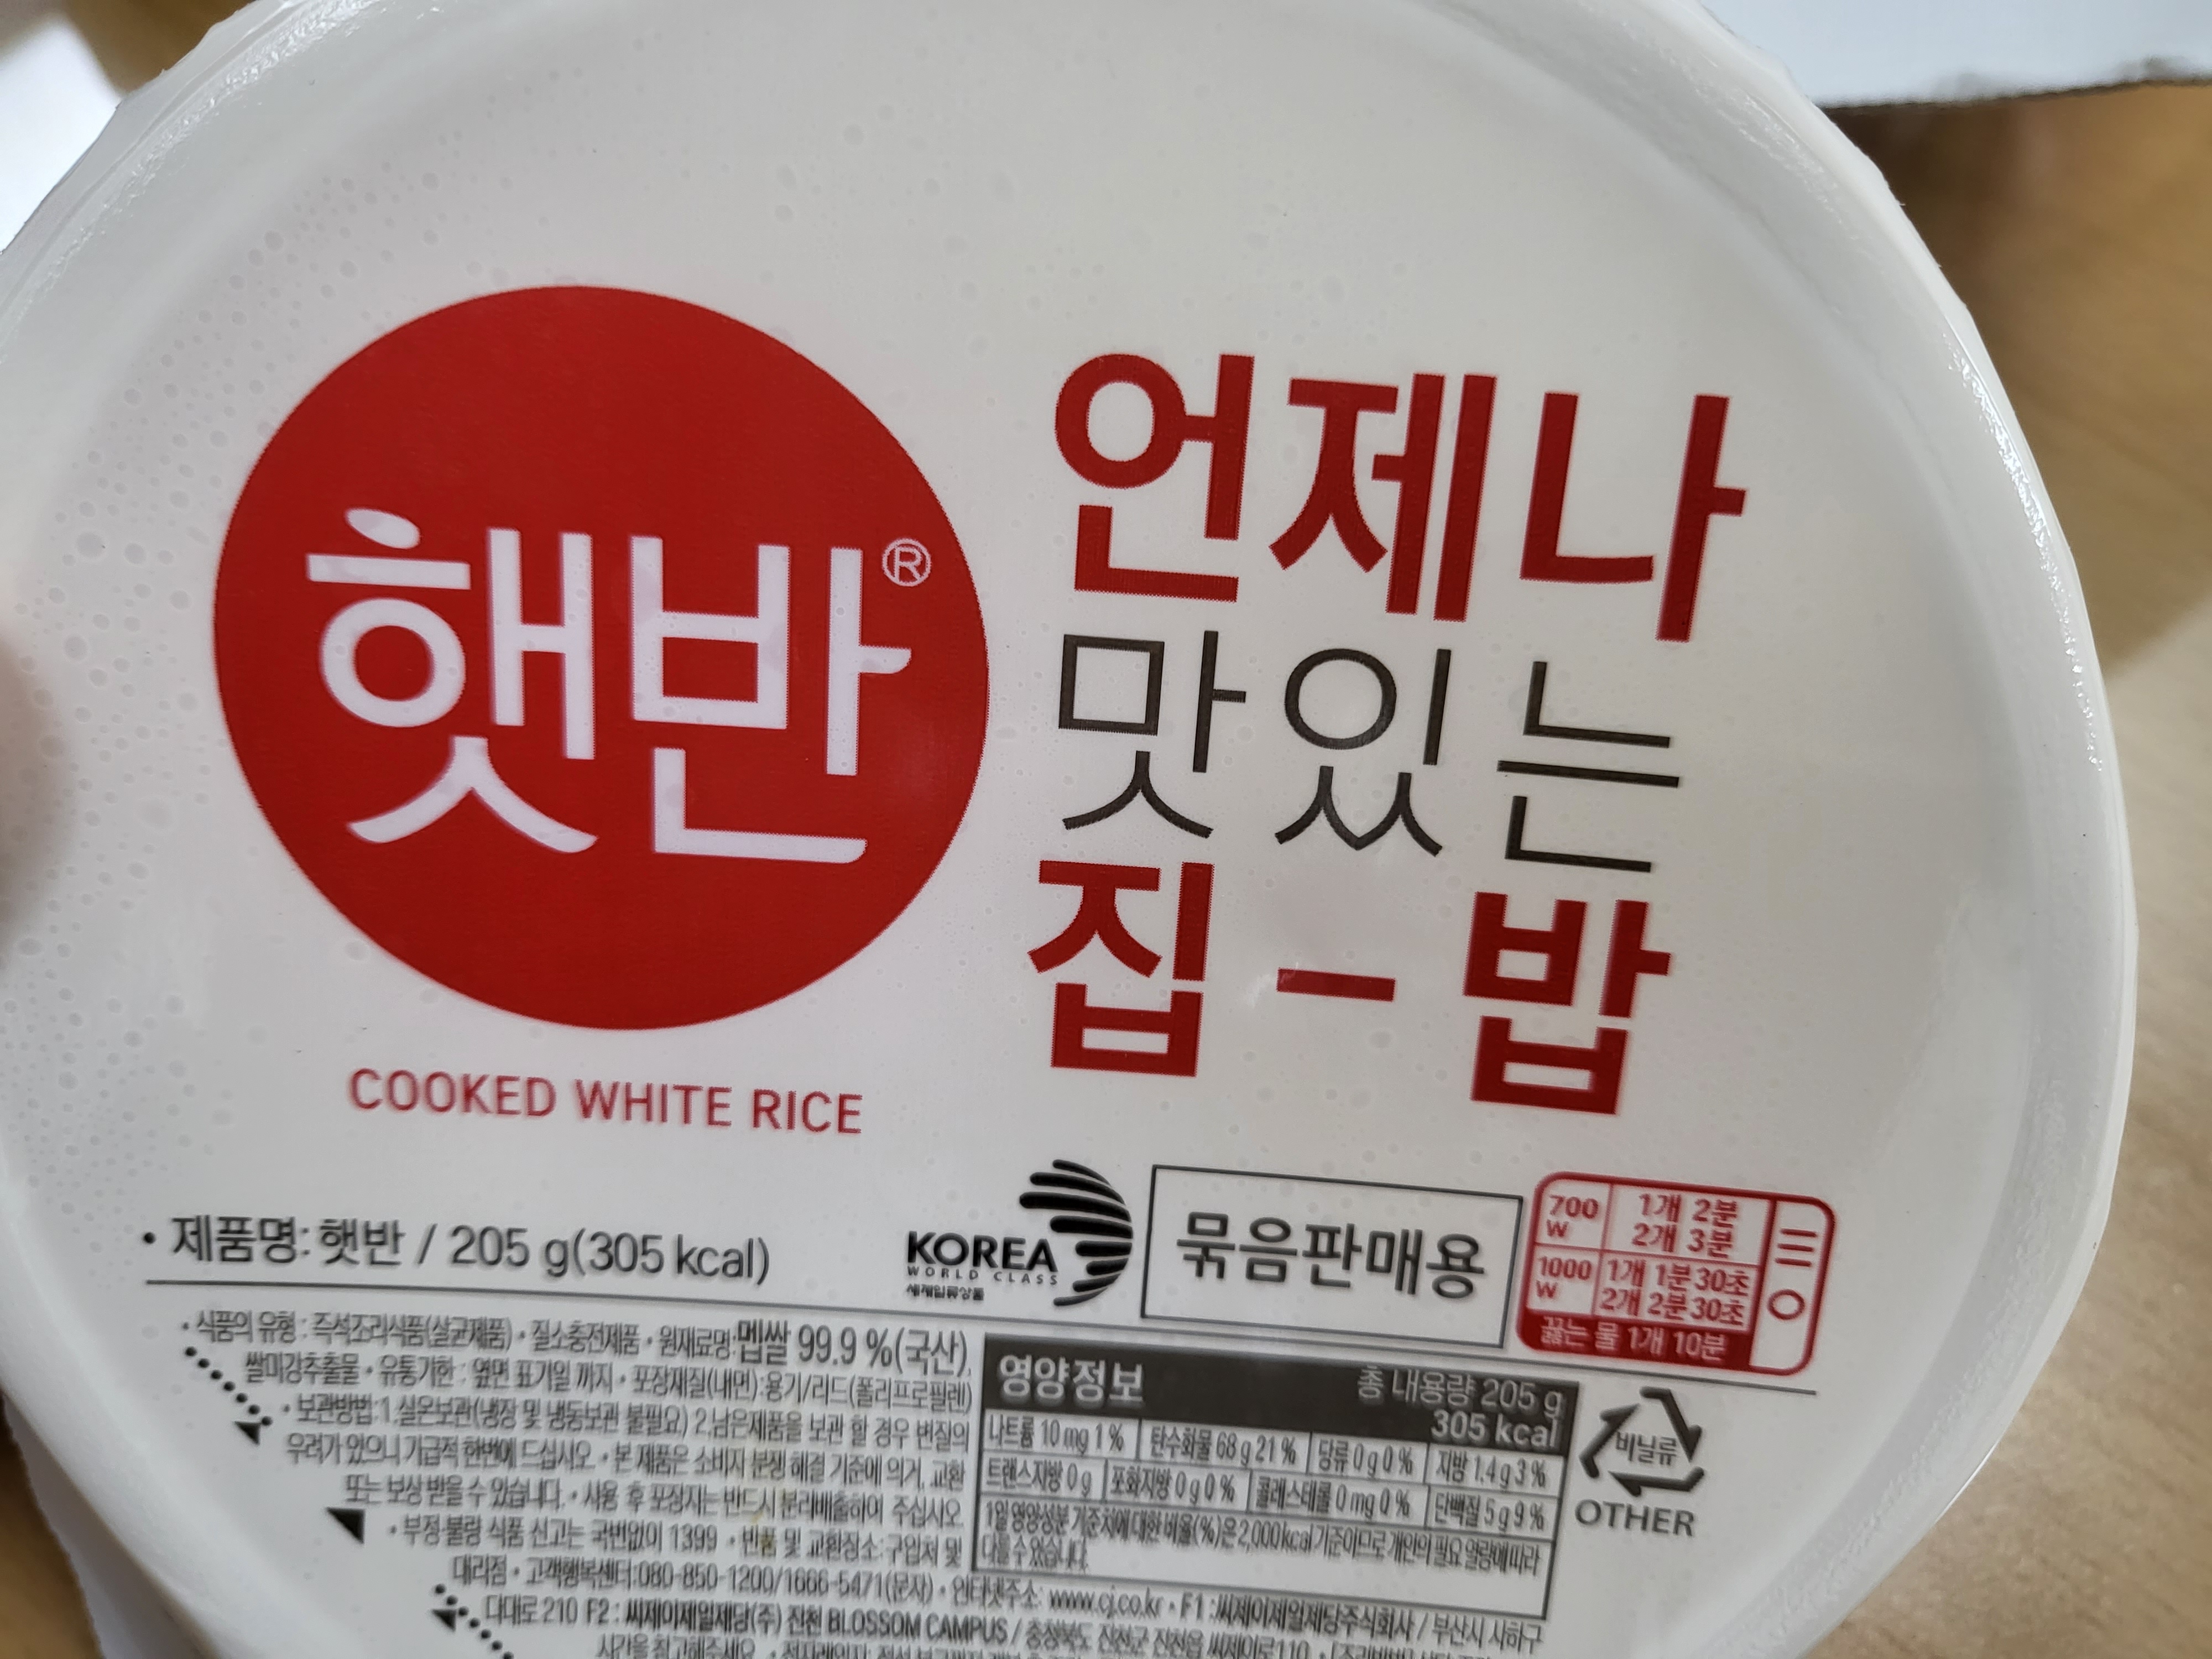 햇반®
언제나
맛있는
집-밥
COOKED WHITE RICE
• 제품명: 햇반 / 205 g(305 kcal)
KOREA
WORLD CLASS
세계일류상품
묶음판매용
700 W 1개 2분
2개 3분
1000 W 1개 1분30초
2개 2분30초
끓는 물 1개 10분
• 식품의 유형 : 즉석조리식품(살균제품) • 질소충전제품 • 원재료명:멥쌀 99.9 %(국산),
쌀미강추출물 • 유통기한 : 옆면 표기일 까지 • 포장재질(내면):용기/리드(폴리프로필렌)
• 보관방법:1.실온보관(냉장 및 냉동보관 불필요) 2.남은제품을 보관 할 경우 변질의
우려가 있으니 가급적 한번에 드십시오 • 본 제품은 소비자 분쟁 해결 기준에 의거, 교환
또는 보상 받을 수 있습니다. • 사용 후 포장지는 반드시 분리배출하여 주십시오
• 부정·불량 식품 신고는 국번없이 1399 • 반품 및 교환장소:구입처 및
대리점 • 고객행복센터:080-850-1200/1666-5471(문자) • 인터넷주소: www.cj.co.kr • F1 :씨제이제일제당주식회사 / 부산시 사하구
다대로 210 F2 : 씨제이제일제당(주) 진천 BLOSSOM CAMPUS / 충청북도 진천군 진천읍 씨제이로110
영양정보
총 내용량 205 g
305 kcal
나트륨 10 mg 1 % 탄수화물 68 g 21 % 당류 0 g 0 % 지방 1.4 g 3 %
트랜스지방 0 g 포화지방 0 g 0 % 콜레스테롤 0 mg 0 % 단백질 5 g 9 %
1일 영양성분 기준치에 대한 비율(%)은 2,000 kcal 기준이므로 개인의 필요 열량에 따라
다를 수 있습니다.
비닐류
OTHER